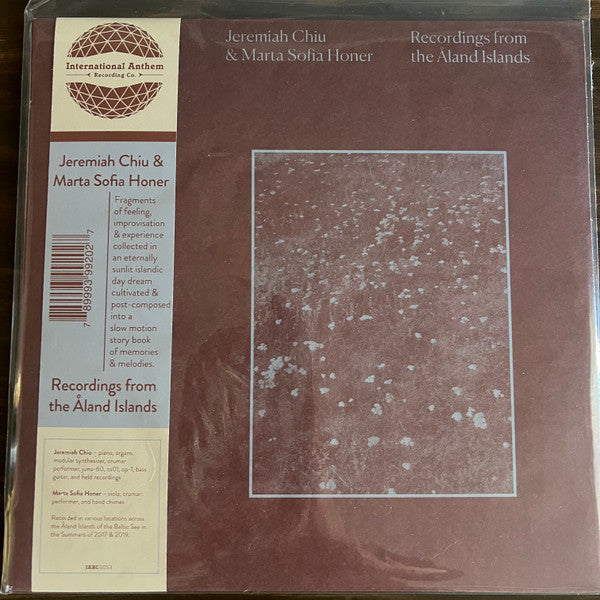 International Anthem
Recording Co.
Jeremiah Chiu
& Marta Sofia Honer
Recordings from
the Åland Islands
Jeremiah Chiu &
Marta Sofia Honer
Fragments
of feeling,
improvisation
& experience
collected in
an eternally
sunlit islandic
day dream
cultivated &
post-composed
into a
slow motion
story book
of memories
& melodies.
7 89993 99202 7
Recordings from
the Åland Islands
Jeremiah Chiu – piano, organs,
modular synthesizer, crumar
performer, juno-60, cs01, op-1, bass
guitar, and field recordings
Marta Sofia Honer – viola, crumar
performer, and hand chimes
Recorded in various locations across
the Åland Islands of the Baltic Sea in
the Summers of 2017 & 2019.
IARC0053